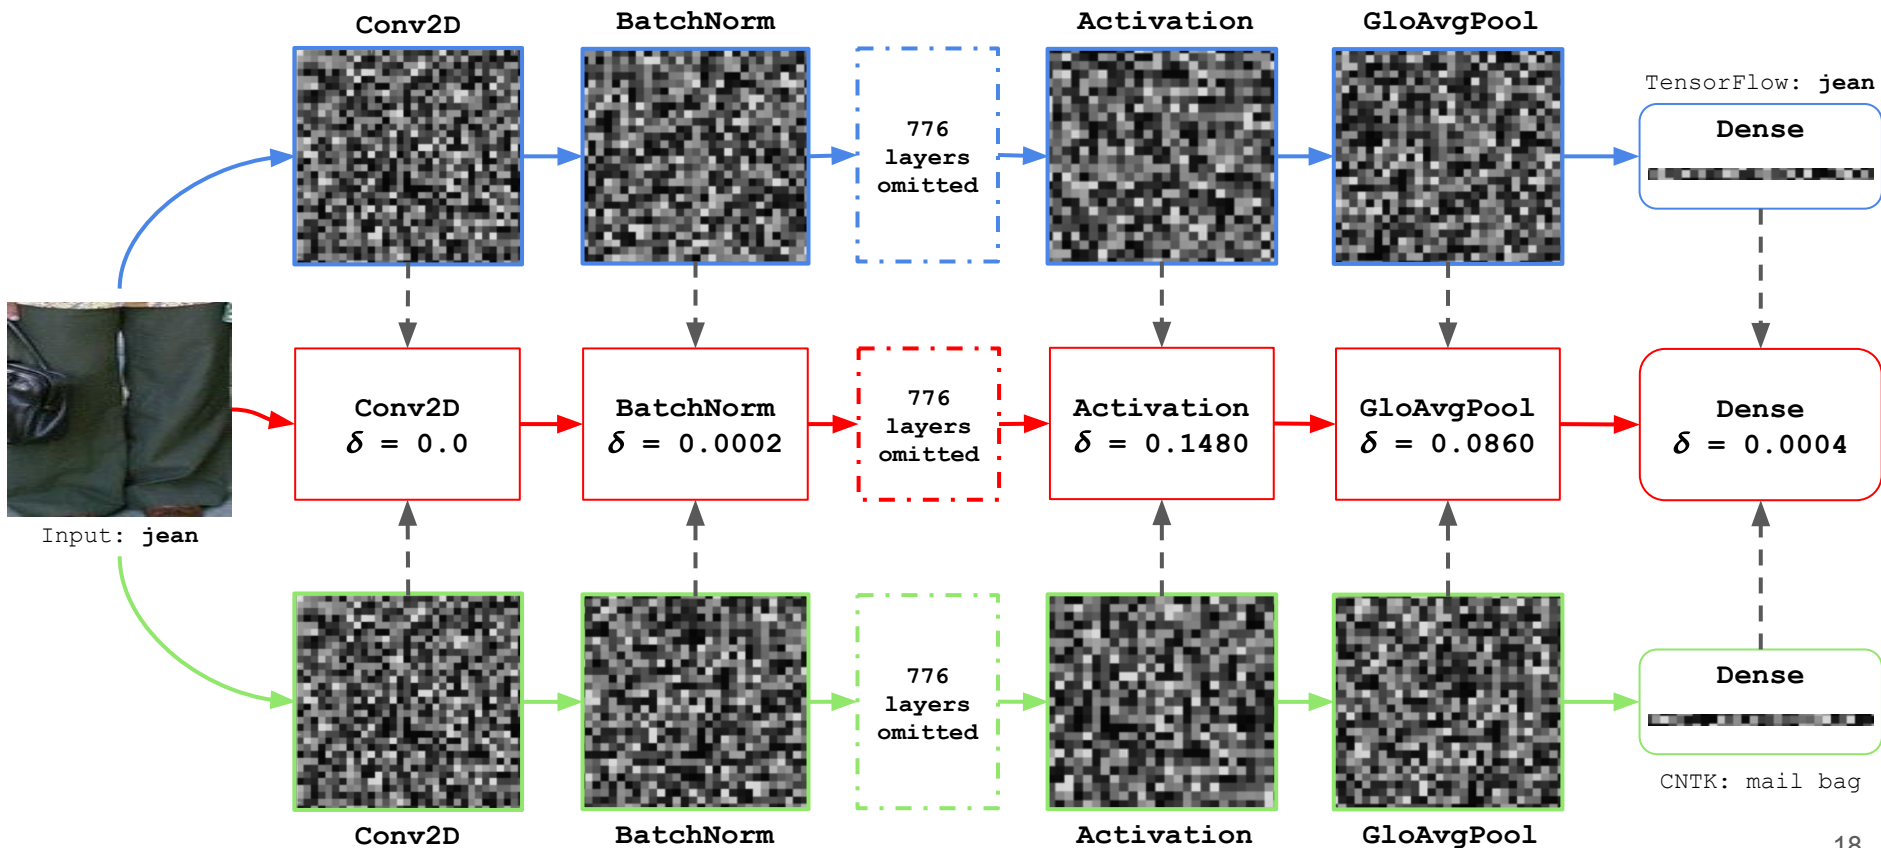 Conv2D
BatchNorm
Activation
GloAvgPool
776
layers
omitted
TensorFlow: jean
Dense
Input: jean
Conv2D
δ = 0.0
BatchNorm
δ = 0.0002
776
layers
omitted
Activation
δ = 0.1480
GloAvgPool
δ = 0.0860
Dense
δ = 0.0004
776
layers
omitted
Dense
CNTK: mail bag
Conv2D
BatchNorm
Activation
GloAvgPool
18